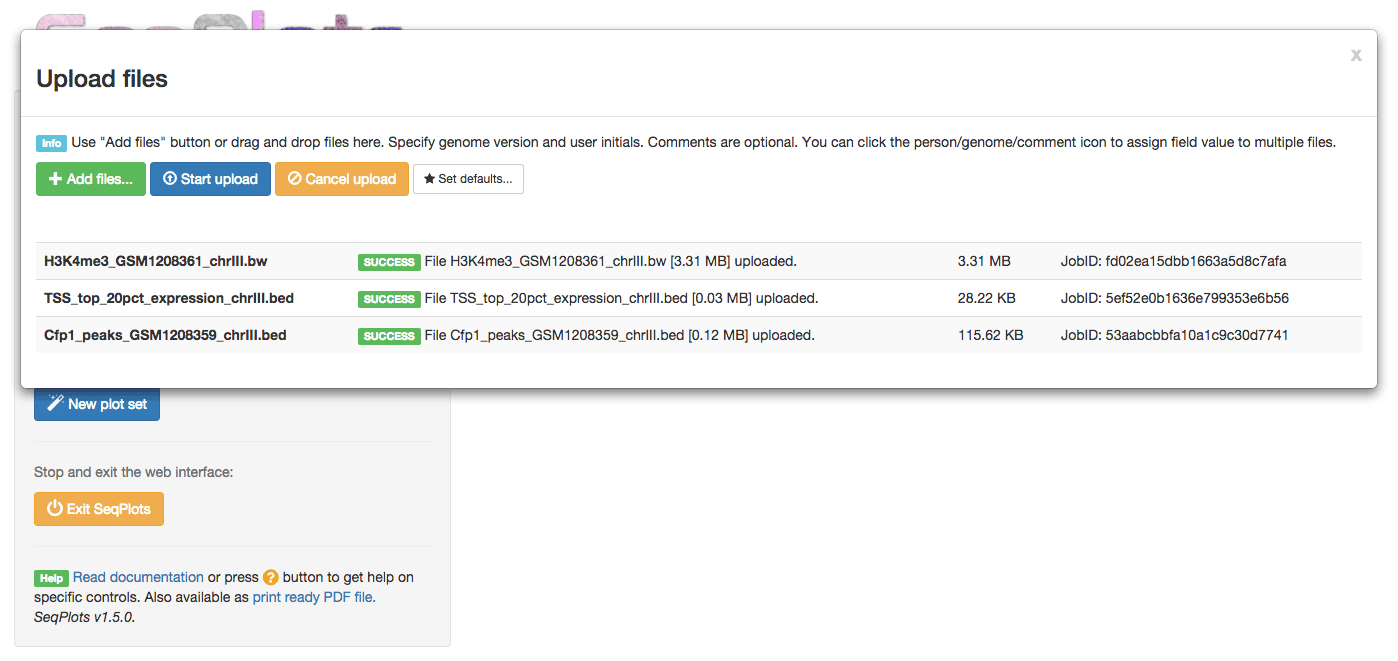 x
Upload files
Info Use "Add files" button or drag and drop files here. Specify genome version and user initials. Comments are optional. You can click the person/genome/comment icon to assign field value to multiple files.
Add files... Start upload Cancel upload Set defaults...
H3K4me3_GSM1208361_chrIII.bw SUCCESS File H3K4me3_GSM1208361_chrIII.bw [3.31 MB] uploaded. 3.31 MB JobID: fd02ea15dbb1663a5d8c7afa
TSS_top_20pct_expression_chrIII.bed SUCCESS File TSS_top_20pct_expression_chrIII.bed [0.03 MB] uploaded. 28.22 KB JobID: 5ef52e0b1636e799353e6b56
Cfp1_peaks_GSM1208359_chrIII.bed SUCCESS File Cfp1_peaks_GSM1208359_chrIII.bed [0.12 MB] uploaded. 115.62 KB JobID: 53aabcbbfa10a1c9c30d7741
New plot set
Stop and exit the web interface:
Exit SeqPlots
Help Read documentation or press ? button to get help on
specific controls. Also available as print ready PDF file.
SeqPlots v1.5.0.